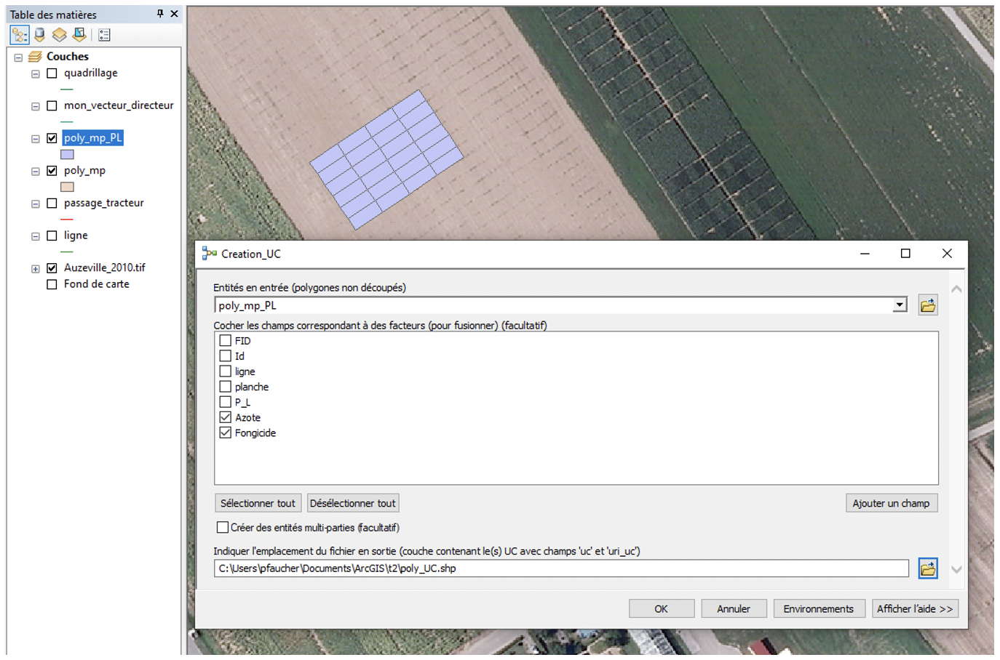 Table des matières
Couches
quadrillage
mon_vecteur_directeur
poly_mp_PL
poly_mp
passage_tracteur
ligne
Auzeville_2010.tif
Fond de carte
Creation_UC
Entités en entrée (polygones non découpés)
poly_mp_PL
Cocher les champs correspondant à des facteurs (pour fusionner) (facultatif)
FID
Id
ligne
planche
P_L
Azote
Fongicide
Sélectionner tout
Désélectionner tout
Ajouter un champ
Créer des entités multi-parties (facultatif)
Indiquer l'emplacement du fichier en sortie (couche contenant le(s) UC avec champs 'uc' et 'uri_uc')
C:\Users\pfaucher\Documents\ArcGIS\t2\poly_UC.shp
OK
Annuler
Environnements
Afficher l'aide >>